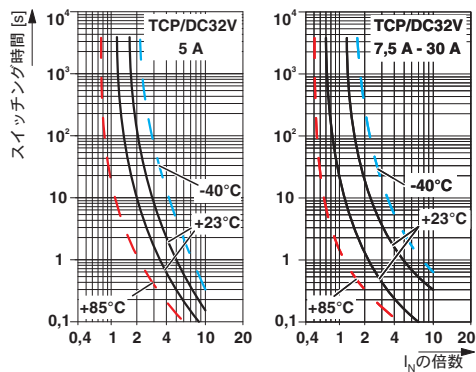 スイッチング時間 [s]
TCP/DC32V
5 A
10⁴
10³
10²
10
1
0,1
-40°C
+23°C
+85°C
0,4 1 2 4 10 20
TCP/DC32V
7,5 A - 30 A
10⁴
10³
10²
10
1
0,1
-40°C
+23°C
+85°C
0,4 1 2 4 10 20
I_Nの倍数